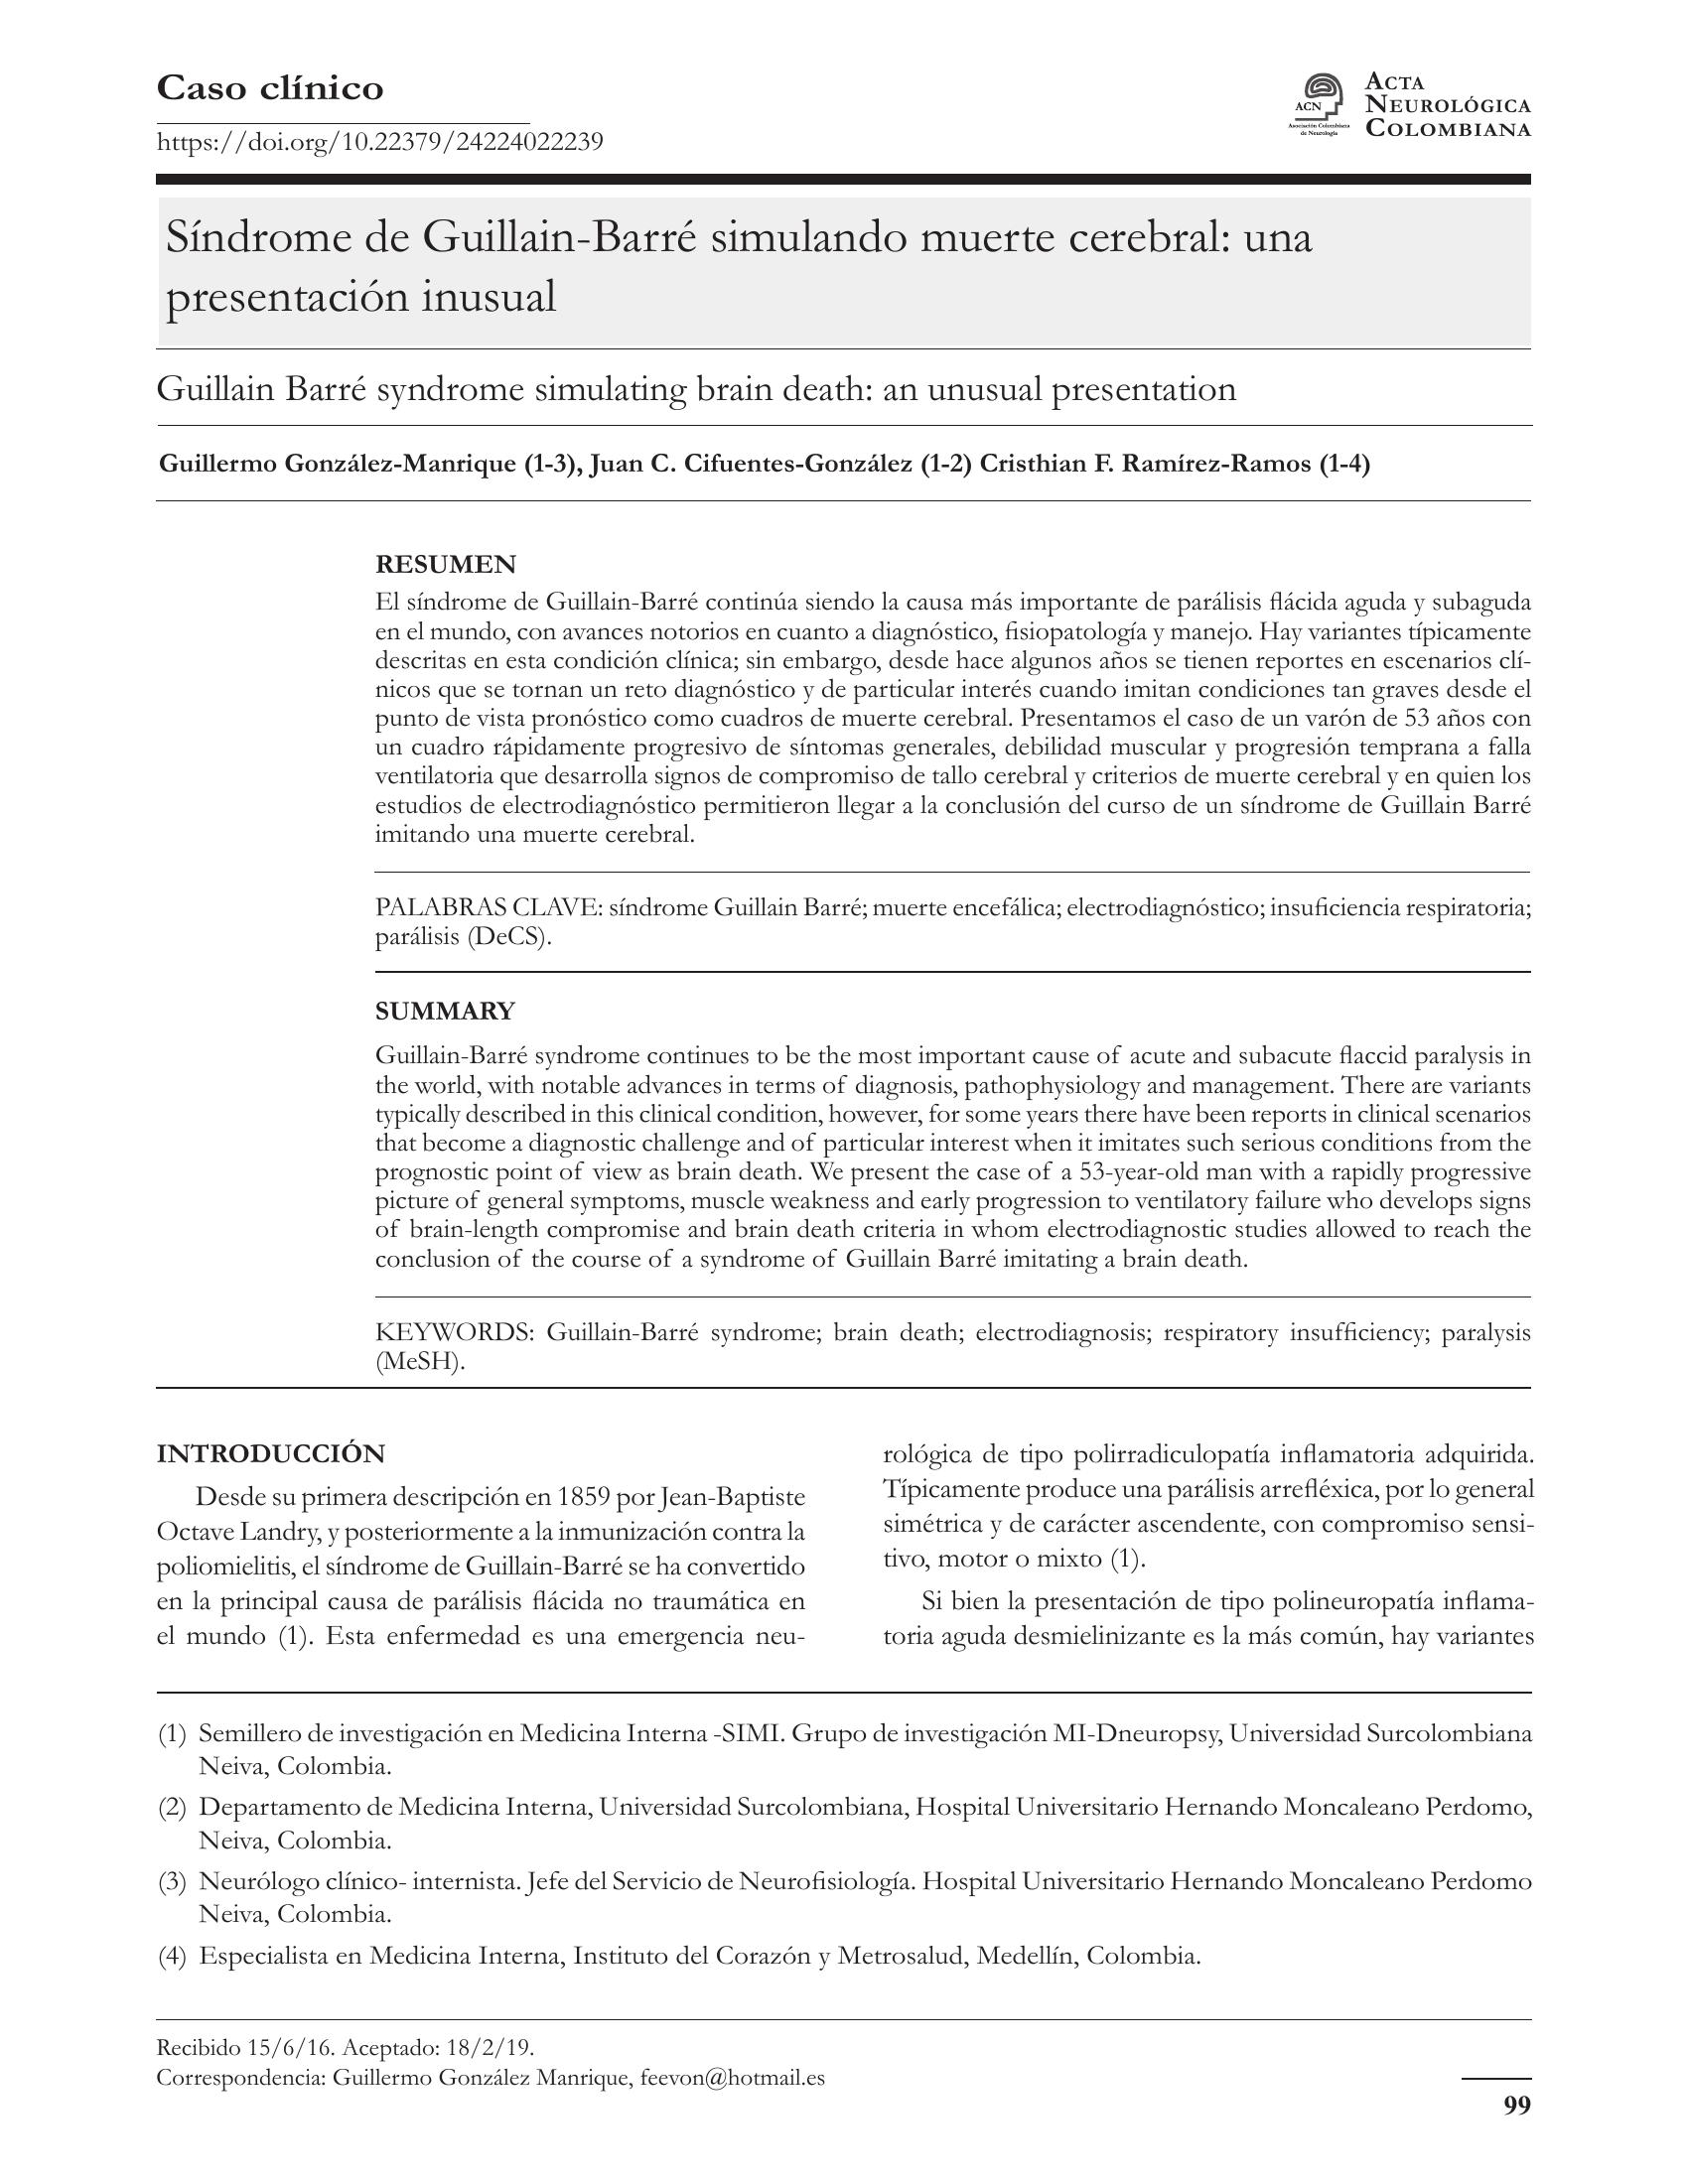 Caso clínico
https://doi.org/10.22379/24224022239
ACN
Asociación Colombiana
de Neurología
ACTA
NEUROLÓGICA
COLOMBIANA
Síndrome de Guillain-Barré simulando muerte cerebral: una
presentación inusual
Guillain Barré syndrome simulating brain death: an unusual presentation
Guillermo González-Manrique (1-3), Juan C. Cifuentes-González (1-2) Cristhian F. Ramírez-Ramos (1-4)
RESUMEN
El síndrome de Guillain-Barré continúa siendo la causa más importante de parálisis flácida aguda y subaguda
en el mundo, con avances notorios en cuanto a diagnóstico, fisiopatología y manejo. Hay variantes típicamente
descritas en esta condición clínica; sin embargo, desde hace algunos años se tienen reportes en escenarios clí-
nicos que se tornan un reto diagnóstico y de particular interés cuando imitan condiciones tan graves desde el
punto de vista pronóstico como cuadros de muerte cerebral. Presentamos el caso de un varón de 53 años con
un cuadro rápidamente progresivo de síntomas generales, debilidad muscular y progresión temprana a falla
ventilatoria que desarrolla signos de compromiso de tallo cerebral y criterios de muerte cerebral y en quien los
estudios de electrodiagnóstico permitieron llegar a la conclusión del curso de un síndrome de Guillain Barré
imitando una muerte cerebral.
PALABRAS CLAVE: síndrome Guillain Barré; muerte encefálica; electrodiagnóstico; insuficiencia respiratoria;
parálisis (DeCS).
SUMMARY
Guillain-Barré syndrome continues to be the most important cause of acute and subacute flaccid paralysis in
the world, with notable advances in terms of diagnosis, pathophysiology and management. There are variants
typically described in this clinical condition, however, for some years there have been reports in clinical scenarios
that become a diagnostic challenge and of particular interest when it imitates such serious conditions from the
prognostic point of view as brain death. We present the case of a 53-year-old man with a rapidly progressive
picture of general symptoms, muscle weakness and early progression to ventilatory failure who develops signs
of brain-length compromise and brain death criteria in whom electrodiagnostic studies allowed to reach the
conclusion of the course of a syndrome of Guillain Barré imitating a brain death.
KEYWORDS: Guillain-Barré syndrome; brain death; electrodiagnosis; respiratory insufficiency; paralysis
(MeSH).
INTRODUCCIÓN
Desde su primera descripción en 1859 por Jean-Baptiste
Octave Landry, y posteriormente a la inmunización contra la
poliomielitis, el síndrome de Guillain-Barré se ha convertido
en la principal causa de parálisis flácida no traumática en
el mundo (1). Esta enfermedad es una emergencia neu-
rológica de tipo polirradiculopatía inflamatoria adquirida.
Típicamente produce una parálisis arrefléxica, por lo general
simétrica y de carácter ascendente, con compromiso sensi-
tivo, motor o mixto (1).
Si bien la presentación de tipo polineuropatía inflama-
toria aguda desmielinizante es la más común, hay variantes
(1) Semillero de investigación en Medicina Interna -SIMI. Grupo de investigación MI-Dneuropsy, Universidad Surcolombiana
Neiva, Colombia.
(2) Departamento de Medicina Interna, Universidad Surcolombiana, Hospital Universitario Hernando Moncaleano Perdomo,
Neiva, Colombia.
(3) Neurólogo clínico- internista. Jefe del Servicio de Neurofisiología. Hospital Universitario Hernando Moncaleano Perdomo
Neiva, Colombia.
(4) Especialista en Medicina Interna, Instituto del Corazón y Metrosalud, Medellín, Colombia.
Recibido 15/6/16. Aceptado: 18/2/19.
Correspondencia: Guillermo González Manrique, feevon@hotmail.es
99